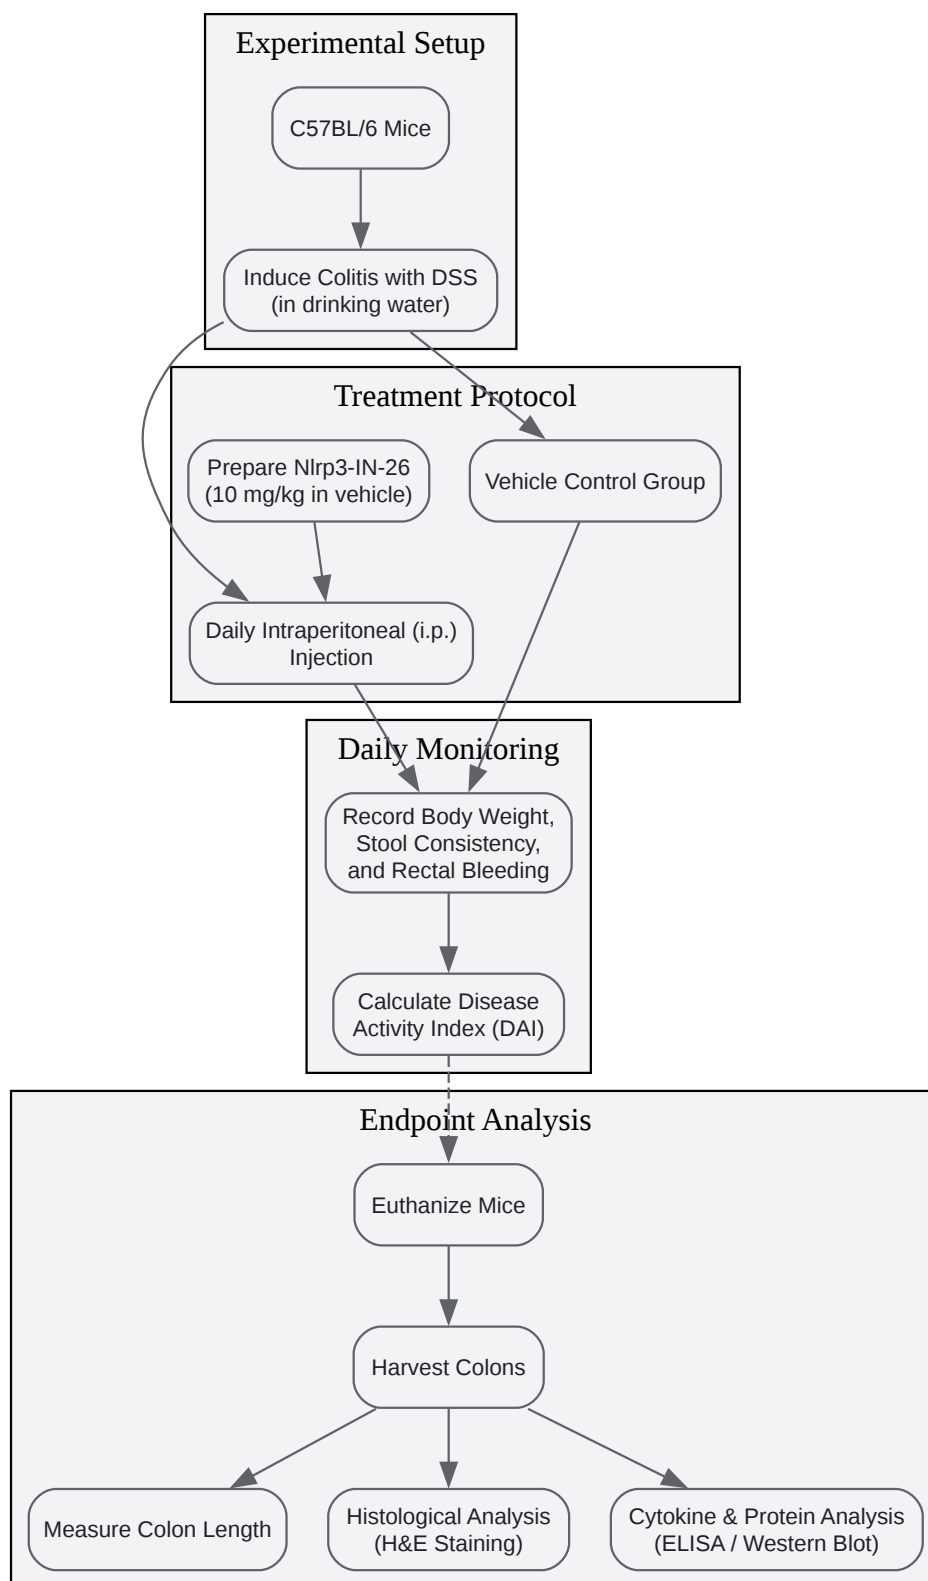 Experimental Setup
C57BL/6 Mice
Induce Colitis with DSS
(in drinking water)
Treatment Protocol
Prepare Nlrp3-IN-26
(10 mg/kg in vehicle)
Vehicle Control Group
Daily Intraperitoneal (i.p.)
Injection
Daily Monitoring
Record Body Weight,
Stool Consistency,
and Rectal Bleeding
Calculate Disease
Activity Index (DAI)
Endpoint Analysis
Euthanize Mice
Harvest Colons
Measure Colon Length
Histological Analysis
(H&E Staining)
Cytokine & Protein Analysis
(ELISA / Western Blot)